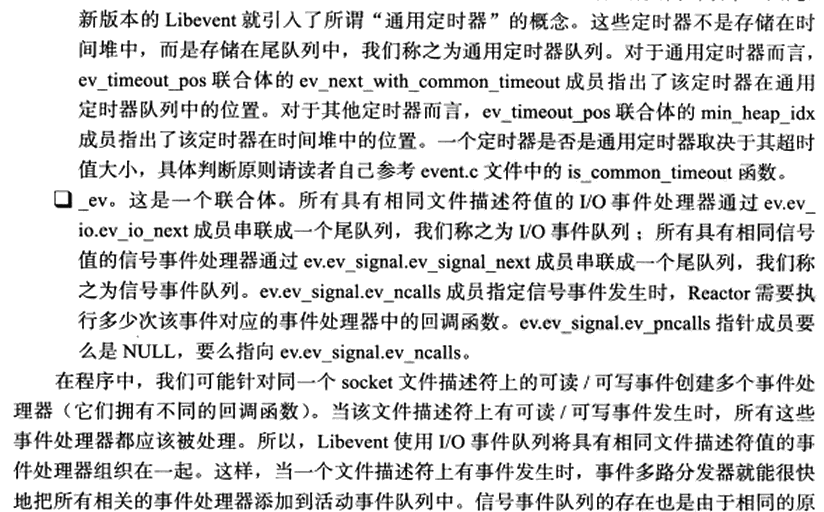 新版本的 Libevent 就引入了所谓“通用定时器”的概念。这些定时器不是存储在时
间堆中，而是存储在尾队列中，我们称之为通用定时器队列。对于通用定时器而言，
ev_timeout_pos 联合体的 ev_next_with_common_timeout 成员指出了该定时器在通用
定时器队列中的位置。对于其他定时器而言，ev_timeout_pos 联合体的 min_heap_idx
成员指出了该定时器在时间堆中的位置。一个定时器是否是通用定时器取决于其超时
值大小，具体判断原则请读者自己参考 event.c 文件中的 is_common_timeout 函数。
❑ _ev。这是一个联合体。所有具有相同文件描述符值的 I/O 事件处理器通过 ev.ev_
io.ev_io_next 成员串联成一个尾队列，我们称之为 I/O 事件队列；所有具有相同信号
值的信号事件处理器通过 ev.ev_signal.ev_signal_next 成员串联成一个尾队列，我们称
之为信号事件队列。ev.ev_signal.ev_ncalls 成员指定信号事件发生时，Reactor 需要执
行多少次该事件对应的事件处理器中的回调函数。ev.ev_signal.ev_pncalls 指针成员要
么是 NULL，要么指向 ev.ev_signal.ev_ncalls。
在程序中，我们可能针对同一个 socket 文件描述符上的可读 / 可写事件创建多个事件处
理器（它们拥有不同的回调函数）。当该文件描述符上有可读 / 可写事件发生时，所有这些
事件处理器都应该被处理。所以，Libevent 使用 I/O 事件队列将具有相同文件描述符值的事
件处理器组织在一起。这样，当一个文件描述符上有事件发生时，事件多路分发器就能很快
地把所有相关的事件处理器添加到活动事件队列中。信号事件队列的存在也是由于相同的原